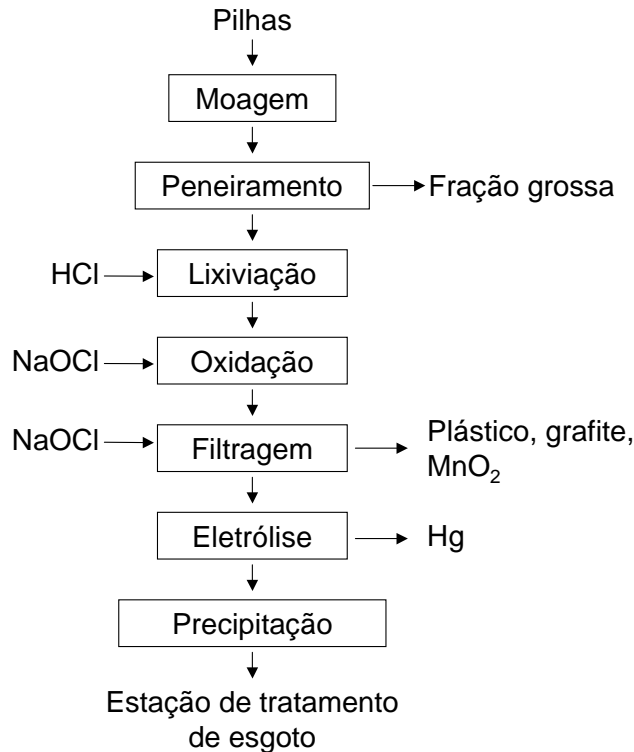 Pilhas
Moagem
Peneiramento
Fração grossa
HCl
Lixiviação
NaOCl
Oxidação
NaOCl
Filtragem
Plástico, grafite,
MnO₂
Eletrólise
Hg
Precipitação
Estação de tratamento
de esgoto